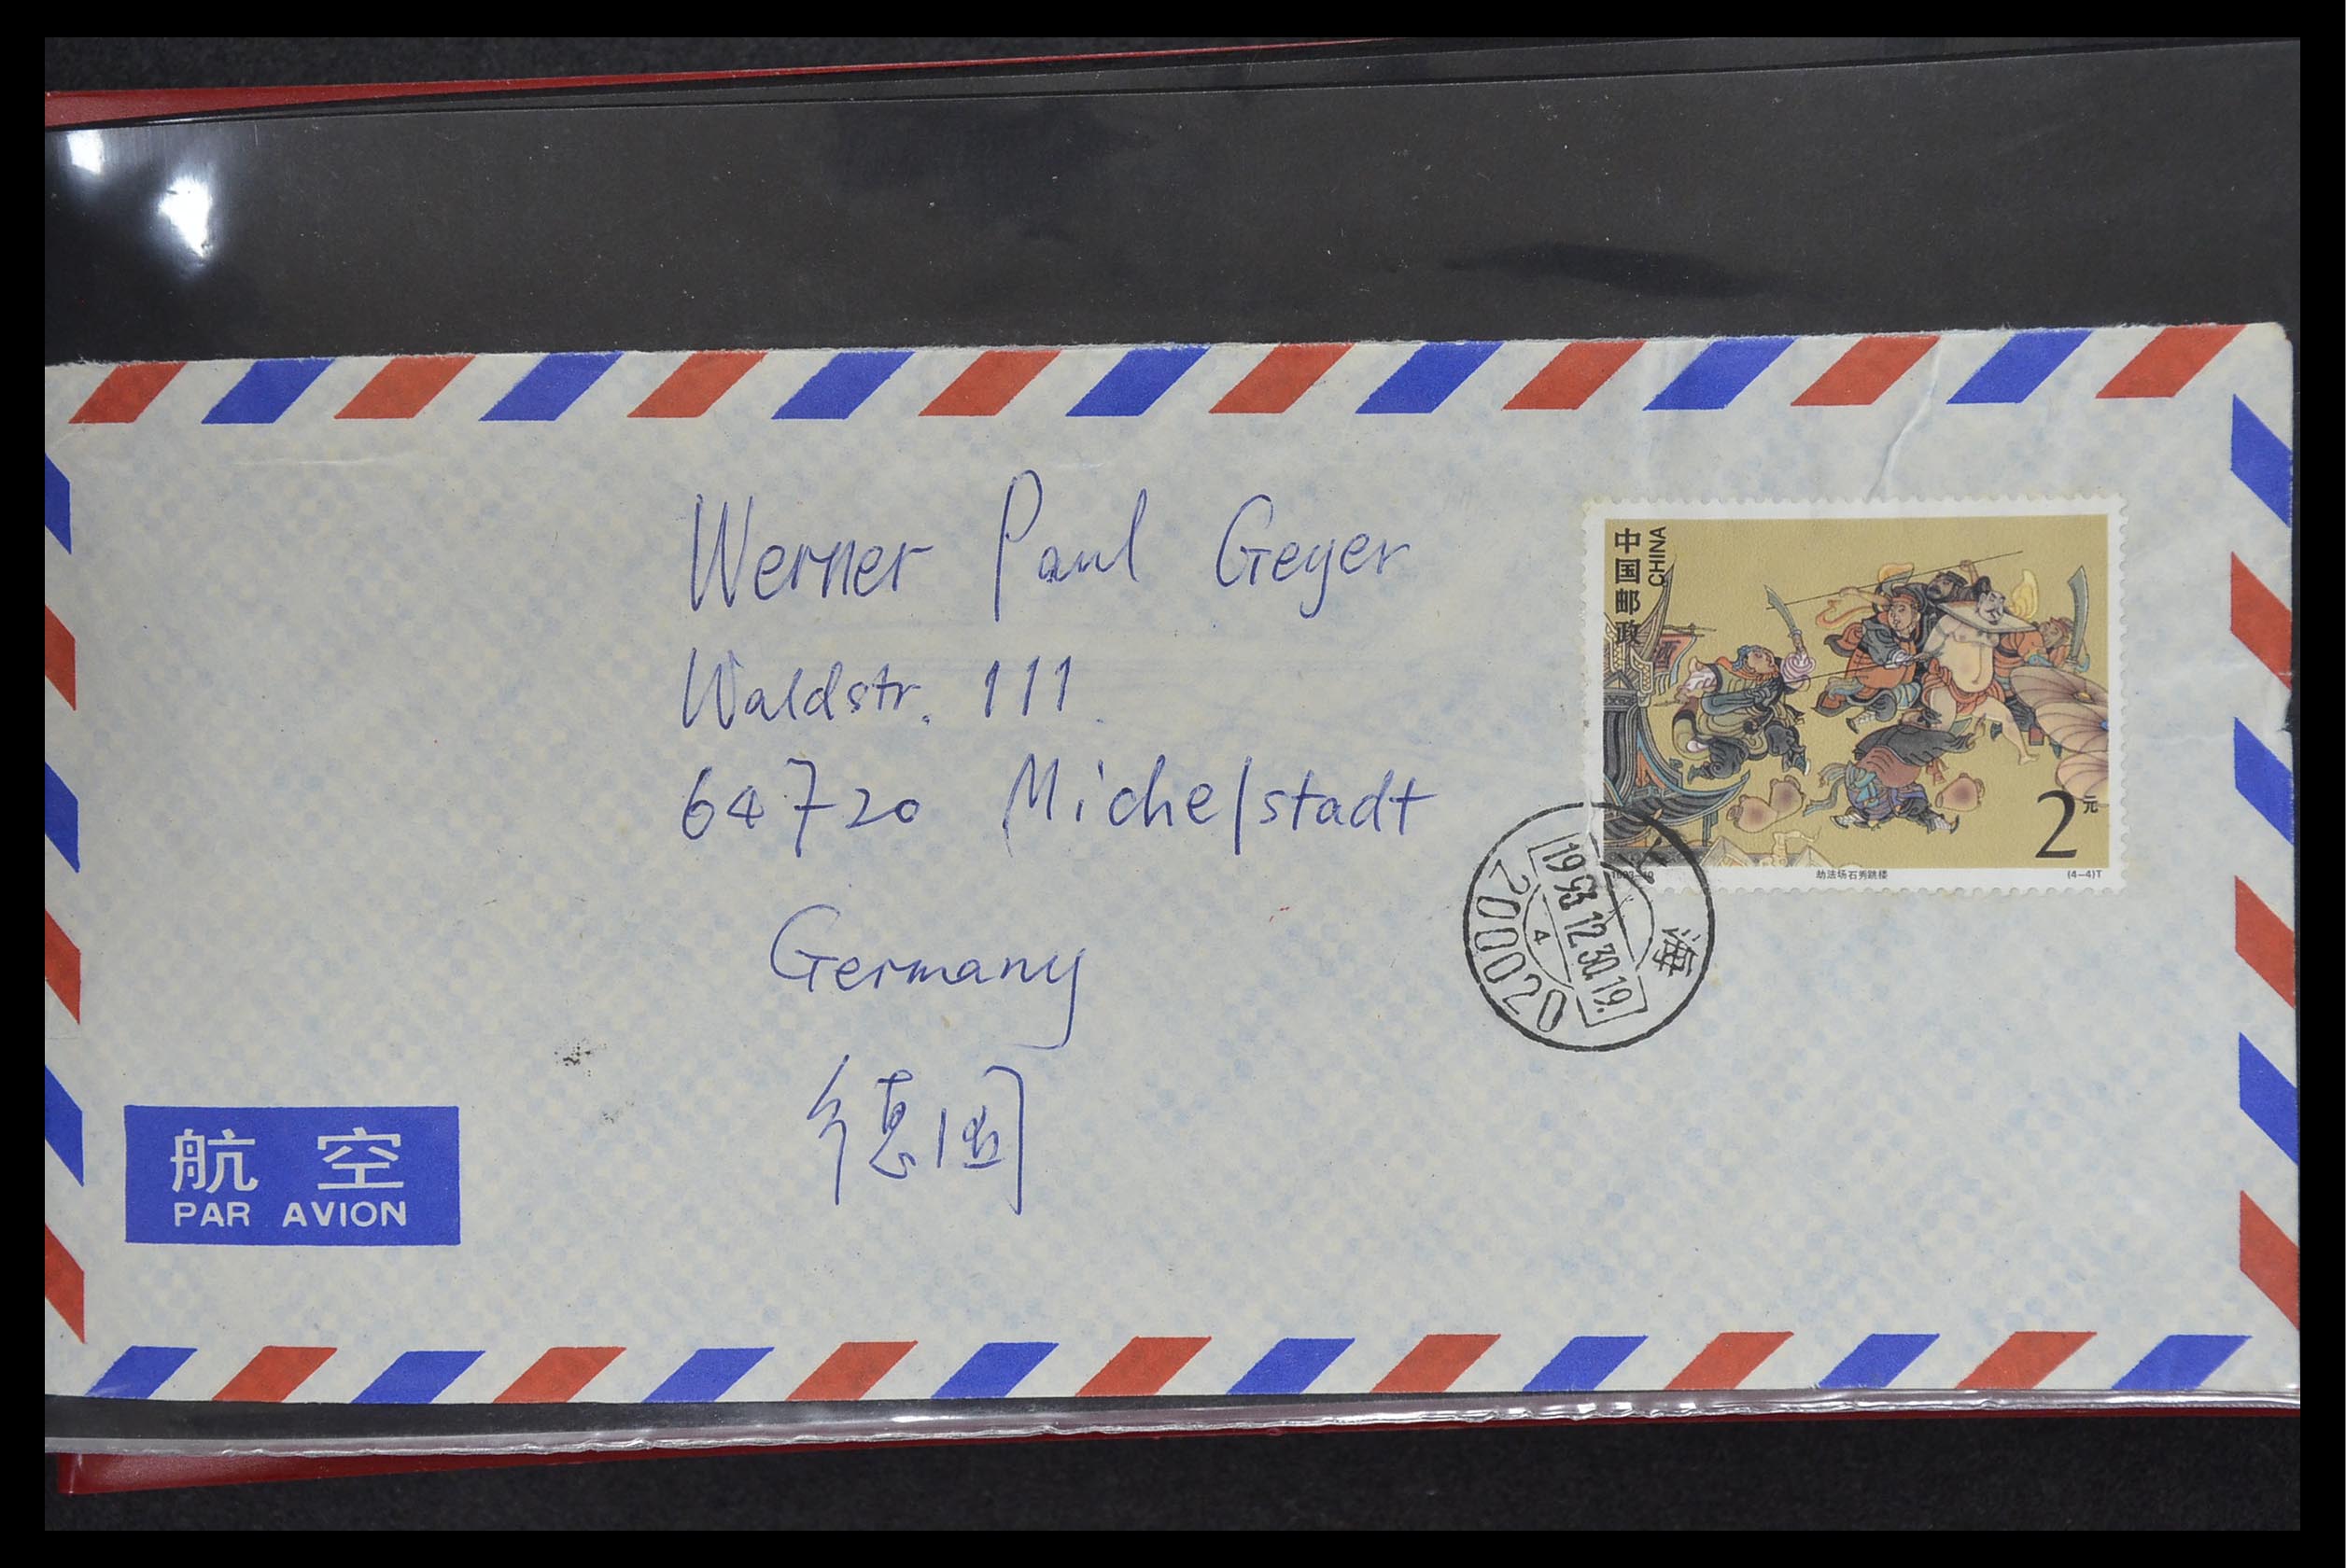 Werner Paul Geyer
Waldstr. 111
64720 Michelstadt
Germany
德国
航空
PAR AVION
中国邮政
CHINA
2元
劫法场石秀跳楼
(4-4)T
上海
1993.12.30.19.
4
200020